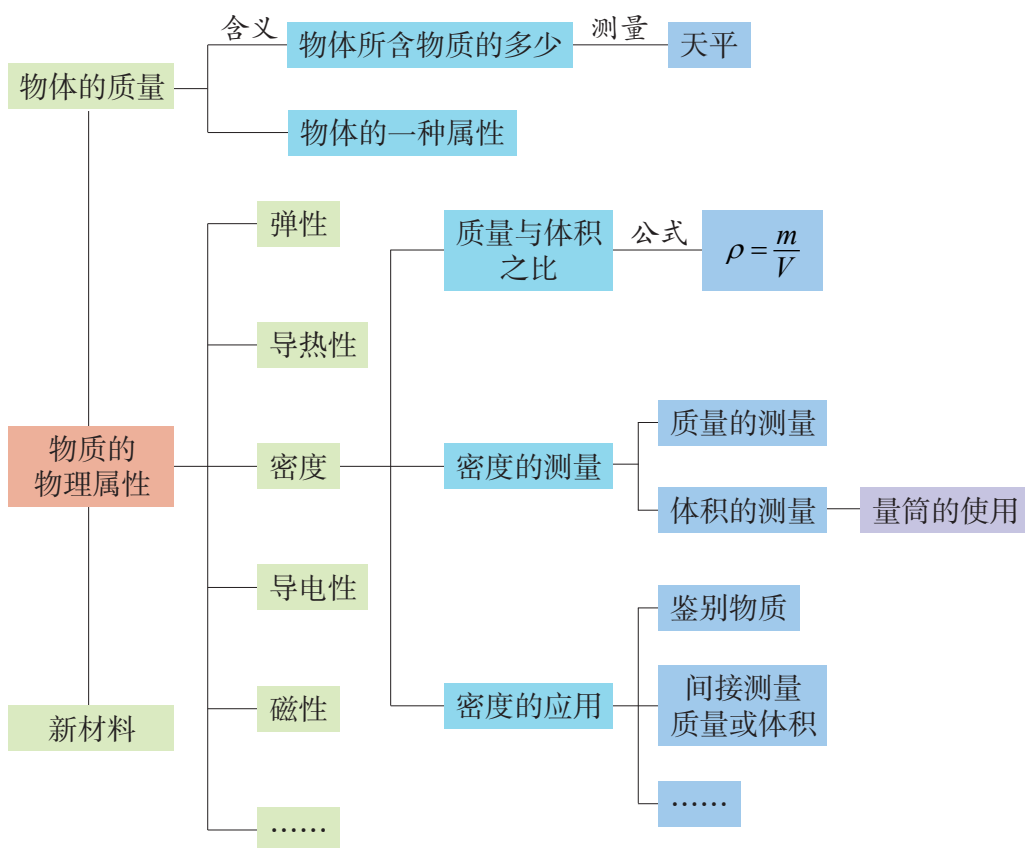 含义
物体所含物质的多少
测量
天平
物体的质量
物体的一种属性
弹性
质量与体积
之比
公式
ρ = m/V
导热性
物质的
物理属性
密度
密度的测量
质量的测量
体积的测量
量筒的使用
导电性
鉴别物质
新材料
磁性
密度的应用
间接测量
质量或体积
……
……